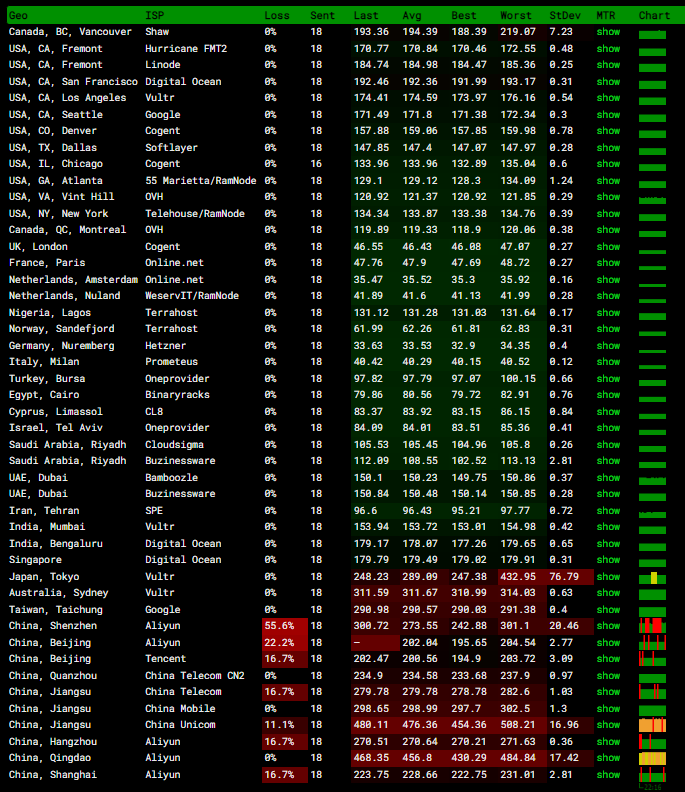 Geo ISP Loss Sent Last Avg Best Worst StDev MTR Chart
Canada, BC, Vancouver Shaw 0% 18 193.36 194.39 188.39 219.07 7.23 show
USA, CA, Fremont Hurricane FMT2 0% 18 170.77 170.84 170.46 172.55 0.48 show
USA, CA, Fremont Linode 0% 18 184.74 184.98 184.47 185.36 0.25 show
USA, CA, San Francisco Digital Ocean 0% 18 192.46 192.36 191.99 193.17 0.31 show
USA, CA, Los Angeles Vultr 0% 18 174.41 174.59 173.97 176.16 0.54 show
USA, CA, Seattle Google 0% 18 171.49 171.8 171.38 172.34 0.3 show
USA, CO, Denver Cogent 0% 18 157.88 159.06 157.85 159.98 0.78 show
USA, TX, Dallas Softlayer 0% 18 147.85 147.4 147.07 147.97 0.28 show
USA, IL, Chicago Cogent 0% 16 133.96 133.96 132.89 135.04 0.6 show
USA, GA, Atlanta 55 Marietta/RamNode 0% 18 129.1 129.12 128.3 134.09 1.24 show
USA, VA, Vint Hill OVH 0% 18 120.92 121.37 120.92 121.85 0.29 show
USA, NY, New York Telehouse/RamNode 0% 18 134.34 133.87 133.38 134.76 0.39 show
Canada, QC, Montreal OVH 0% 18 119.89 119.33 118.9 120.06 0.38 show
UK, London Cogent 0% 18 46.55 46.43 46.08 47.07 0.27 show
France, Paris Online.net 0% 18 47.76 47.9 47.69 48.72 0.27 show
Netherlands, Amsterdam Online.net 0% 18 35.47 35.52 35.3 35.92 0.16 show
Netherlands, Nuland WeservIT/RamNode 0% 18 41.89 41.6 41.13 41.99 0.28 show
Nigeria, Lagos Terrahost 0% 18 131.12 131.28 131.03 131.64 0.17 show
Norway, Sandefjord Terrahost 0% 18 61.99 62.26 61.81 62.83 0.31 show
Germany, Nuremberg Hetzner 0% 18 33.63 33.53 32.9 34.35 0.4 show
Italy, Milan Prometeus 0% 18 40.42 40.29 40.15 40.52 0.12 show
Turkey, Bursa Oneprovider 0% 18 97.82 97.79 97.07 100.15 0.66 show
Egypt, Cairo Binaryracks 0% 18 79.86 80.56 79.72 82.91 0.76 show
Cyprus, Limassol CL8 0% 18 83.37 83.92 83.15 86.15 0.84 show
Israel, Tel Aviv Oneprovider 0% 18 84.09 84.01 83.51 85.36 0.41 show
Saudi Arabia, Riyadh Cloudsigma 0% 18 105.53 105.45 104.96 105.8 0.26 show
Saudi Arabia, Riyadh Buzinessware 0% 18 112.09 108.55 102.52 113.13 2.81 show
UAE, Dubai Bamboozle 0% 18 150.1 150.23 149.75 150.86 0.37 show
UAE, Dubai Buzinessware 0% 18 150.84 150.48 150.14 150.85 0.28 show
Iran, Tehran SPE 0% 18 96.6 96.43 95.21 97.77 0.72 show
India, Mumbai Vultr 0% 18 153.94 153.72 153.01 154.98 0.42 show
India, Bengaluru Digital Ocean 0% 18 179.17 178.07 177.26 179.65 0.65 show
Singapore Digital Ocean 0% 18 179.79 179.49 179.02 179.91 0.31 show
Japan, Tokyo Vultr 0% 18 248.23 289.09 247.38 432.95 76.79 show
Australia, Sydney Vultr 0% 18 311.59 311.67 310.99 314.03 0.63 show
Taiwan, Taichung Google 0% 18 290.98 290.57 290.03 291.38 0.4 show
China, Shenzhen Aliyun 55.6% 18 300.72 273.55 242.88 301.1 20.46 show
China, Beijing Aliyun 22.2% 18 – 202.04 195.65 204.54 2.77 show
China, Beijing Tencent 16.7% 18 202.47 200.56 194.9 203.72 3.09 show
China, Quanzhou China Telecom CN2 0% 18 234.9 234.58 233.68 237.9 0.97 show
China, Jiangsu China Telecom 16.7% 18 279.78 279.78 278.78 282.6 1.03 show
China, Jiangsu China Mobile 0% 18 298.65 298.99 297.7 302.5 1.3 show
China, Jiangsu China Unicom 11.1% 18 480.11 476.36 454.36 508.21 16.96 show
China, Hangzhou Aliyun 16.7% 18 270.51 270.64 270.21 271.63 0.36 show
China, Qingdao Aliyun 0% 18 468.35 456.8 430.29 484.84 17.42 show
China, Shanghai Aliyun 16.7% 18 223.75 228.66 222.75 231.01 2.81 show